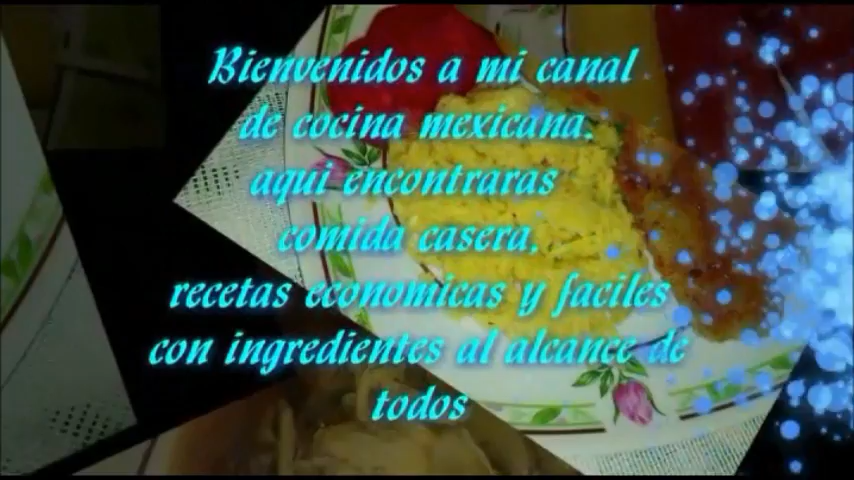 Bienvenidos a mi canal
de cocina mexicana,
aqui encontraras
comida casera,
recetas economicas y faciles
con ingredientes al alcance de
todos